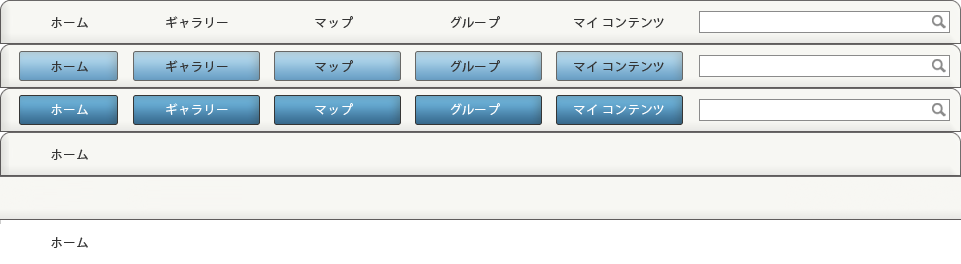 ホーム ギャラリー マップ グループ マイ コンテンツ
ホーム ギャラリー マップ グループ マイ コンテンツ
ホーム ギャラリー マップ グループ マイ コンテンツ
ホーム
ホーム